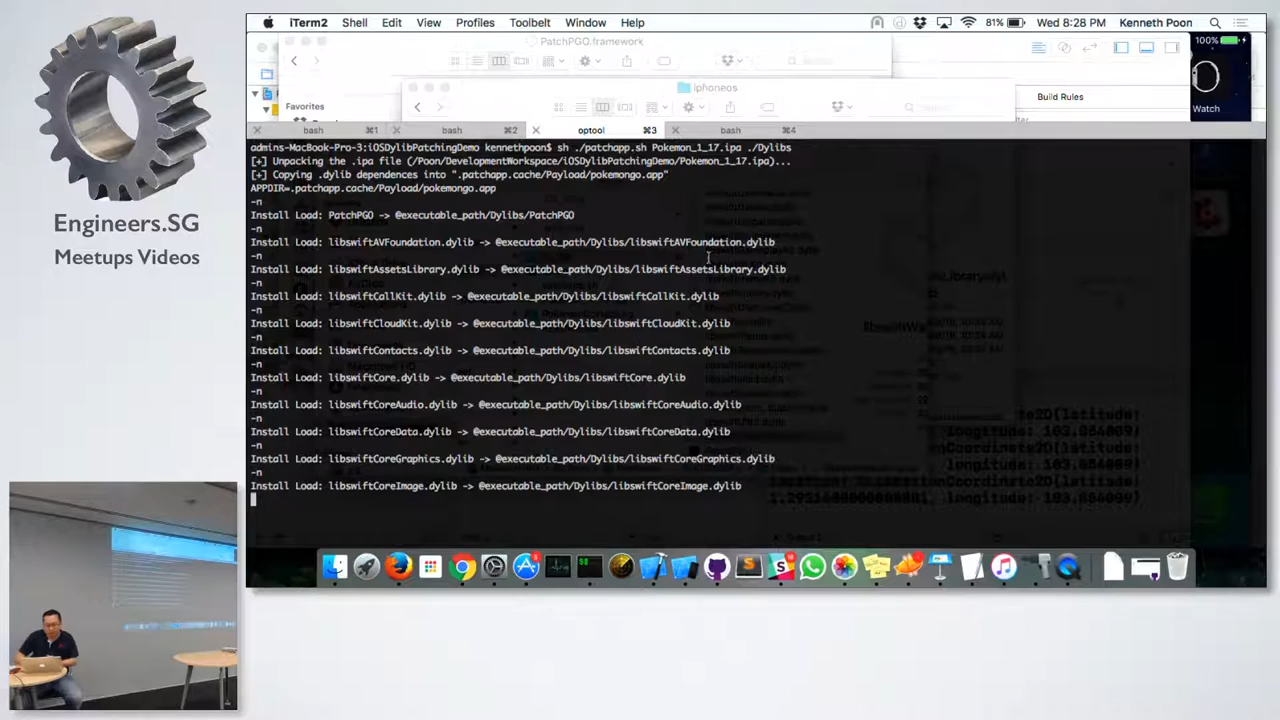 Engineers.SG
Meetups Videos
iTerm2 Shell Edit View Profiles Toolbelt Window Help
81% Wed 8:28 PM Kenneth Poon
PatchPGO.framework
100%
iphoneos
Favorites
Build Rules
Watch
bash ⌘1 bash ⌘2 optool ⌘3 bash ⌘4
admins-MacBook-Pro-3:iOSDylibPatchingDemo kennethpoon$ sh ./patchapp.sh Pokemon_1_17.ipa ./Dylibs
[+] Unpacking the .ipa file (/Poon/DevelopmentWorkspace/iOSDylibPatchingDemo/Pokemon_1_17.ipa)...
[+] Copying .dylib dependences into ".patchapp.cache/Payload/pokemongo.app"
APPDIR=.patchapp.cache/Payload/pokemongo.app
-n
Install Load: PatchPGO -> @executable_path/Dylibs/PatchPGO
-n
Install Load: libswiftAVFoundation.dylib -> @executable_path/Dylibs/libswiftAVFoundation.dylib
-n
Install Load: libswiftAssetsLibrary.dylib -> @executable_path/Dylibs/libswiftAssetsLibrary.dylib
-n
Install Load: libswiftCallKit.dylib -> @executable_path/Dylibs/libswiftCallKit.dylib
-n
Install Load: libswiftCloudKit.dylib -> @executable_path/Dylibs/libswiftCloudKit.dylib
-n
Install Load: libswiftContacts.dylib -> @executable_path/Dylibs/libswiftContacts.dylib
-n
Install Load: libswiftCore.dylib -> @executable_path/Dylibs/libswiftCore.dylib
-n
Install Load: libswiftCoreAudio.dylib -> @executable_path/Dylibs/libswiftCoreAudio.dylib
-n
Install Load: libswiftCoreData.dylib -> @executable_path/Dylibs/libswiftCoreData.dylib
-n
Install Load: libswiftCoreGraphics.dylib -> @executable_path/Dylibs/libswiftCoreGraphics.dylib
-n
Install Load: libswiftCoreImage.dylib -> @executable_path/Dylibs/libswiftCoreImage.dylib